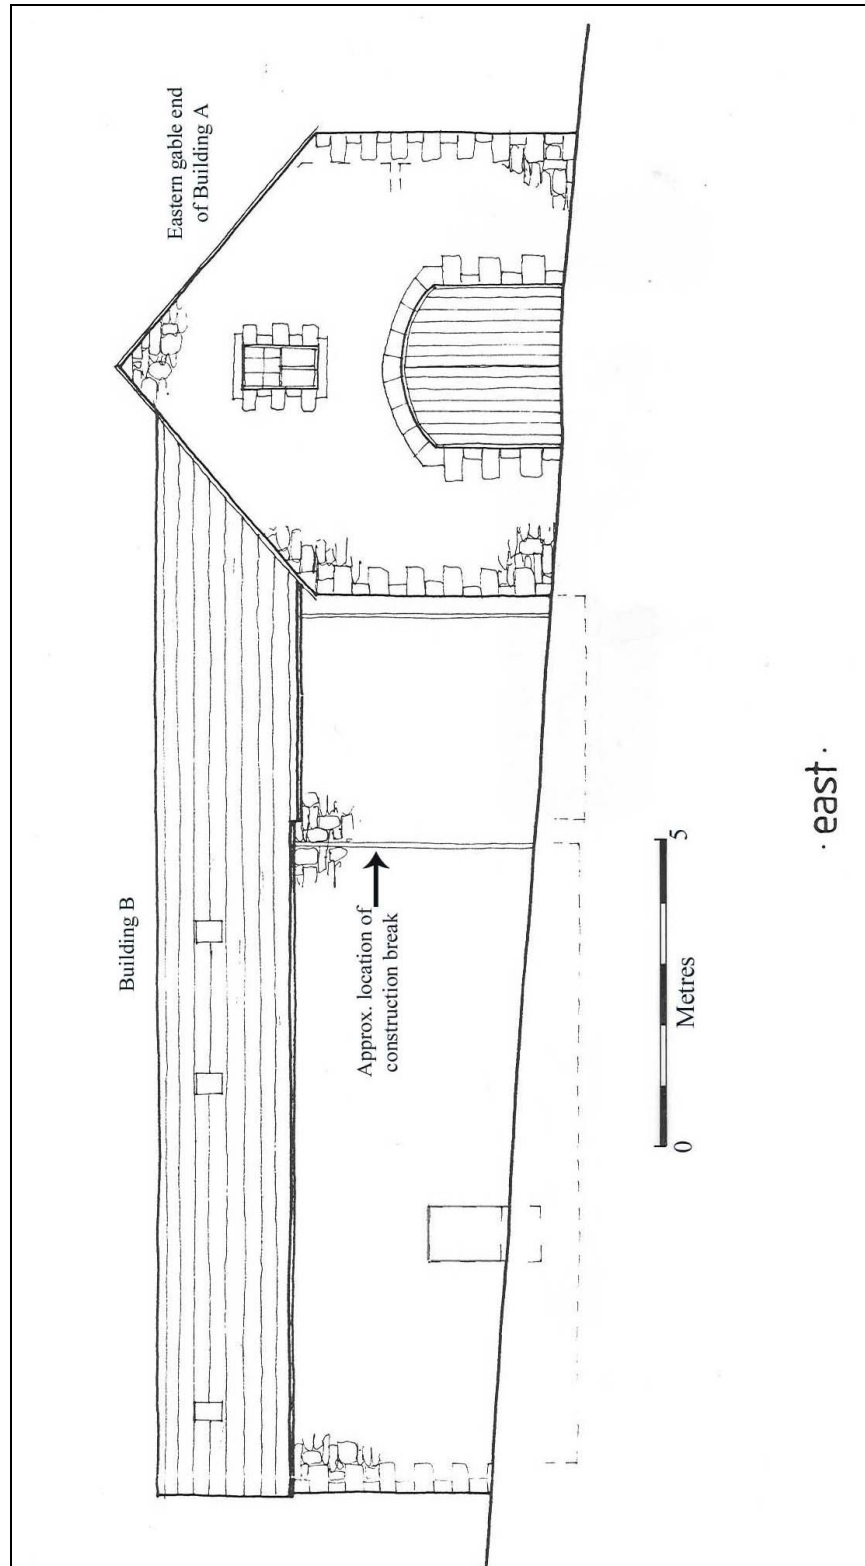 Building B
Eastern gable end
of Building A
Approx. location of
construction break
0
5
Metres
· east ·